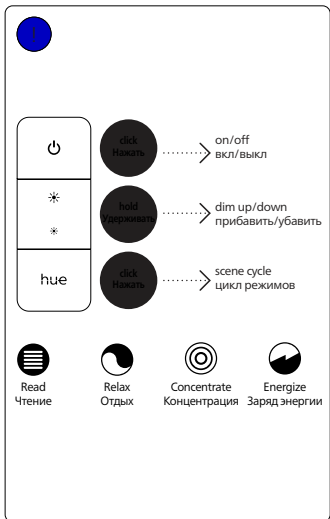 click
Нажать
on/off
вкл/выкл
hold
Удерживать
dim up/down
прибавить/убавить
hue
click
Нажать
scene cycle
цикл режимов
Read
Чтение
Relax
Отдых
Concentrate
Концентрация
Energize
Заряд энергии